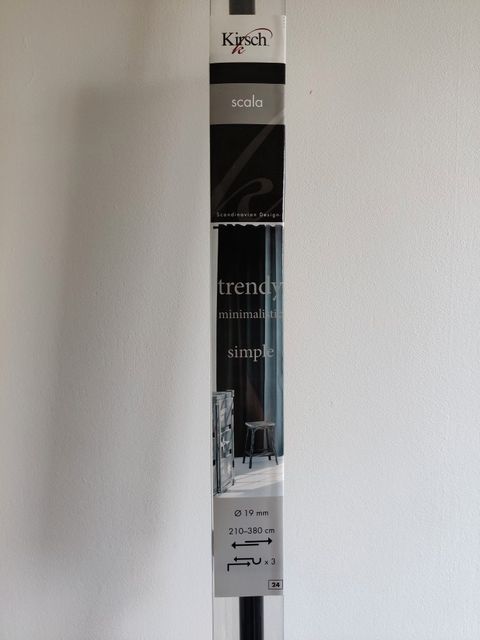 Kirsch
scala
Scandinavian Design
trendy
minimalistic
simple
Ø 19 mm
210–380 cm
x 3
24